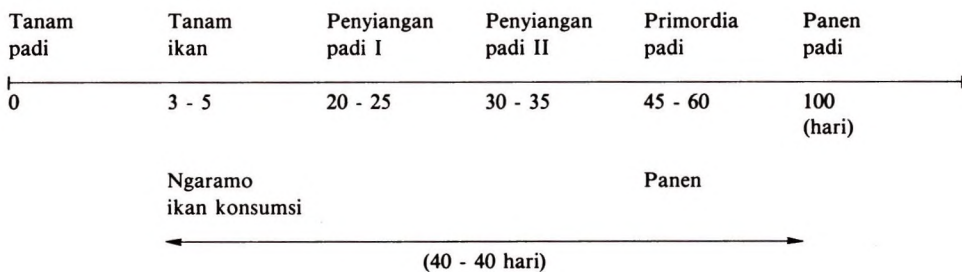 Tanam Tanam Penyiangan Penyiangan Primordia Panen
padi ikan padi I padi II padi padi
0 3 - 5 20 - 25 30 - 35 45 - 60 100
(hari)
Ngaramo Panen
ikan konsumsi
(40 - 40 hari)